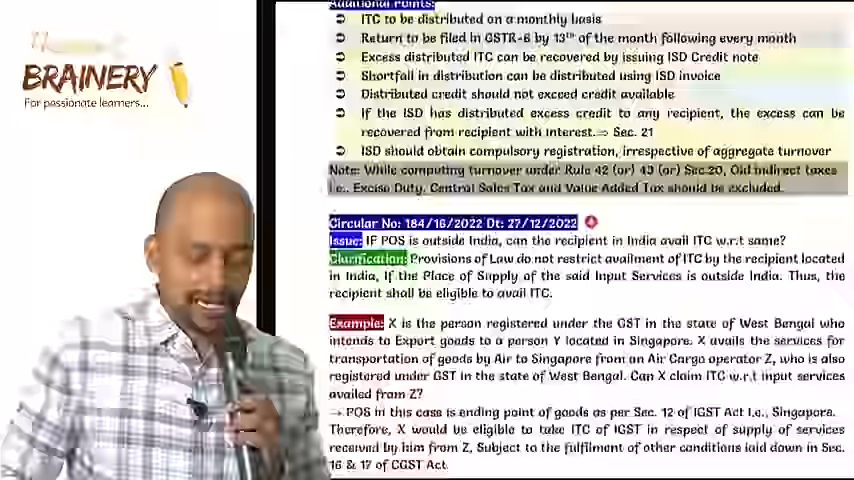 BRAINERY
For passionate learners...
Additional Points:
➲ ITC to be distributed on a monthly basis
➲ Return to be filed in GSTR-6 by 13th of the month following every month
➲ Excess distributed ITC can be recovered by issuing ISD Credit note
➲ Shortfall in distribution can be distributed using ISD invoice
➲ Distributed credit should not exceed credit available
➲ If the ISD has distributed excess credit to any recipient, the excess can be
recovered from recipient with interest.⇒ Sec. 21
➲ ISD should obtain compulsory registration, irrespective of aggregate turnover
Note: While computing turnover under Rule 42 (or) 43 (or) Sec.20, Old indirect taxes
i.e., Excise Duty, Central Sales Tax and Value Added Tax should be excluded.
Circular No: 184/16/2022 Dt: 27/12/2022
Issue: IF POS is outside India, can the recipient in India avail ITC w.r.t same?
Clarification: Provisions of Law do not restrict availment of ITC by the recipient located
in India, if the Place of Supply of the said Input Services is outside India. Thus, the
recipient shall be eligible to avail ITC.
Example: X is the person registered under the GST in the state of West Bengal who
intends to Export goods to a person Y located in Singapore. X avails the services for
transportation of goods by Air to Singapore from an Air Cargo operator Z, who is also
registered under GST in the state of West Bengal. Can X claim ITC w.r.t input services
availed from Z?
→ POS in this case is ending point of goods as per Sec. 12 of IGST Act i.e., Singapore.
Therefore, X would be eligible to take ITC of IGST in respect of supply of services
received by him from Z, Subject to the fulfilment of other conditions laid down in Sec.
16 & 17 of CGST Act.